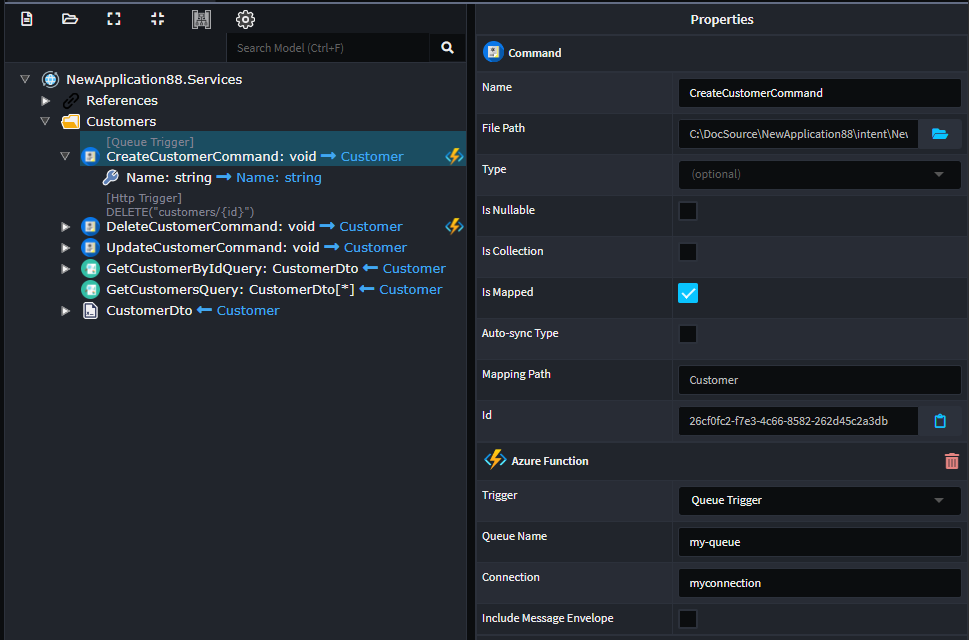 Search Model (Ctrl+F)
NewApplication88.Services
References
Customers
[Queue Trigger]
CreateCustomerCommand: void → Customer
Name: string → Name: string
[Http Trigger]
DELETE("customers/{id}")
DeleteCustomerCommand: void → Customer
UpdateCustomerCommand: void → Customer
GetCustomerByIdQuery: CustomerDto ← Customer
GetCustomersQuery: CustomerDto[*] ← Customer
CustomerDto ← Customer
Properties
Command
Name
CreateCustomerCommand
File Path
C:\DocSource\NewApplication88\intent\Nev
Type
(optional)
Is Nullable
Is Collection
Is Mapped
Auto-sync Type
Mapping Path
Customer
Id
26cf0fc2-f7e3-4c66-8582-262d45c2a3db
Azure Function
Trigger
Queue Trigger
Queue Name
my-queue
Connection
myconnection
Include Message Envelope